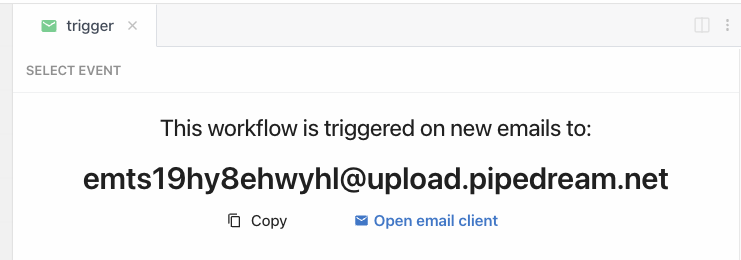 trigger
SELECT EVENT
This workflow is triggered on new emails to:
emts19hy8ehwyhl@upload.pipedream.net
Copy Open email client